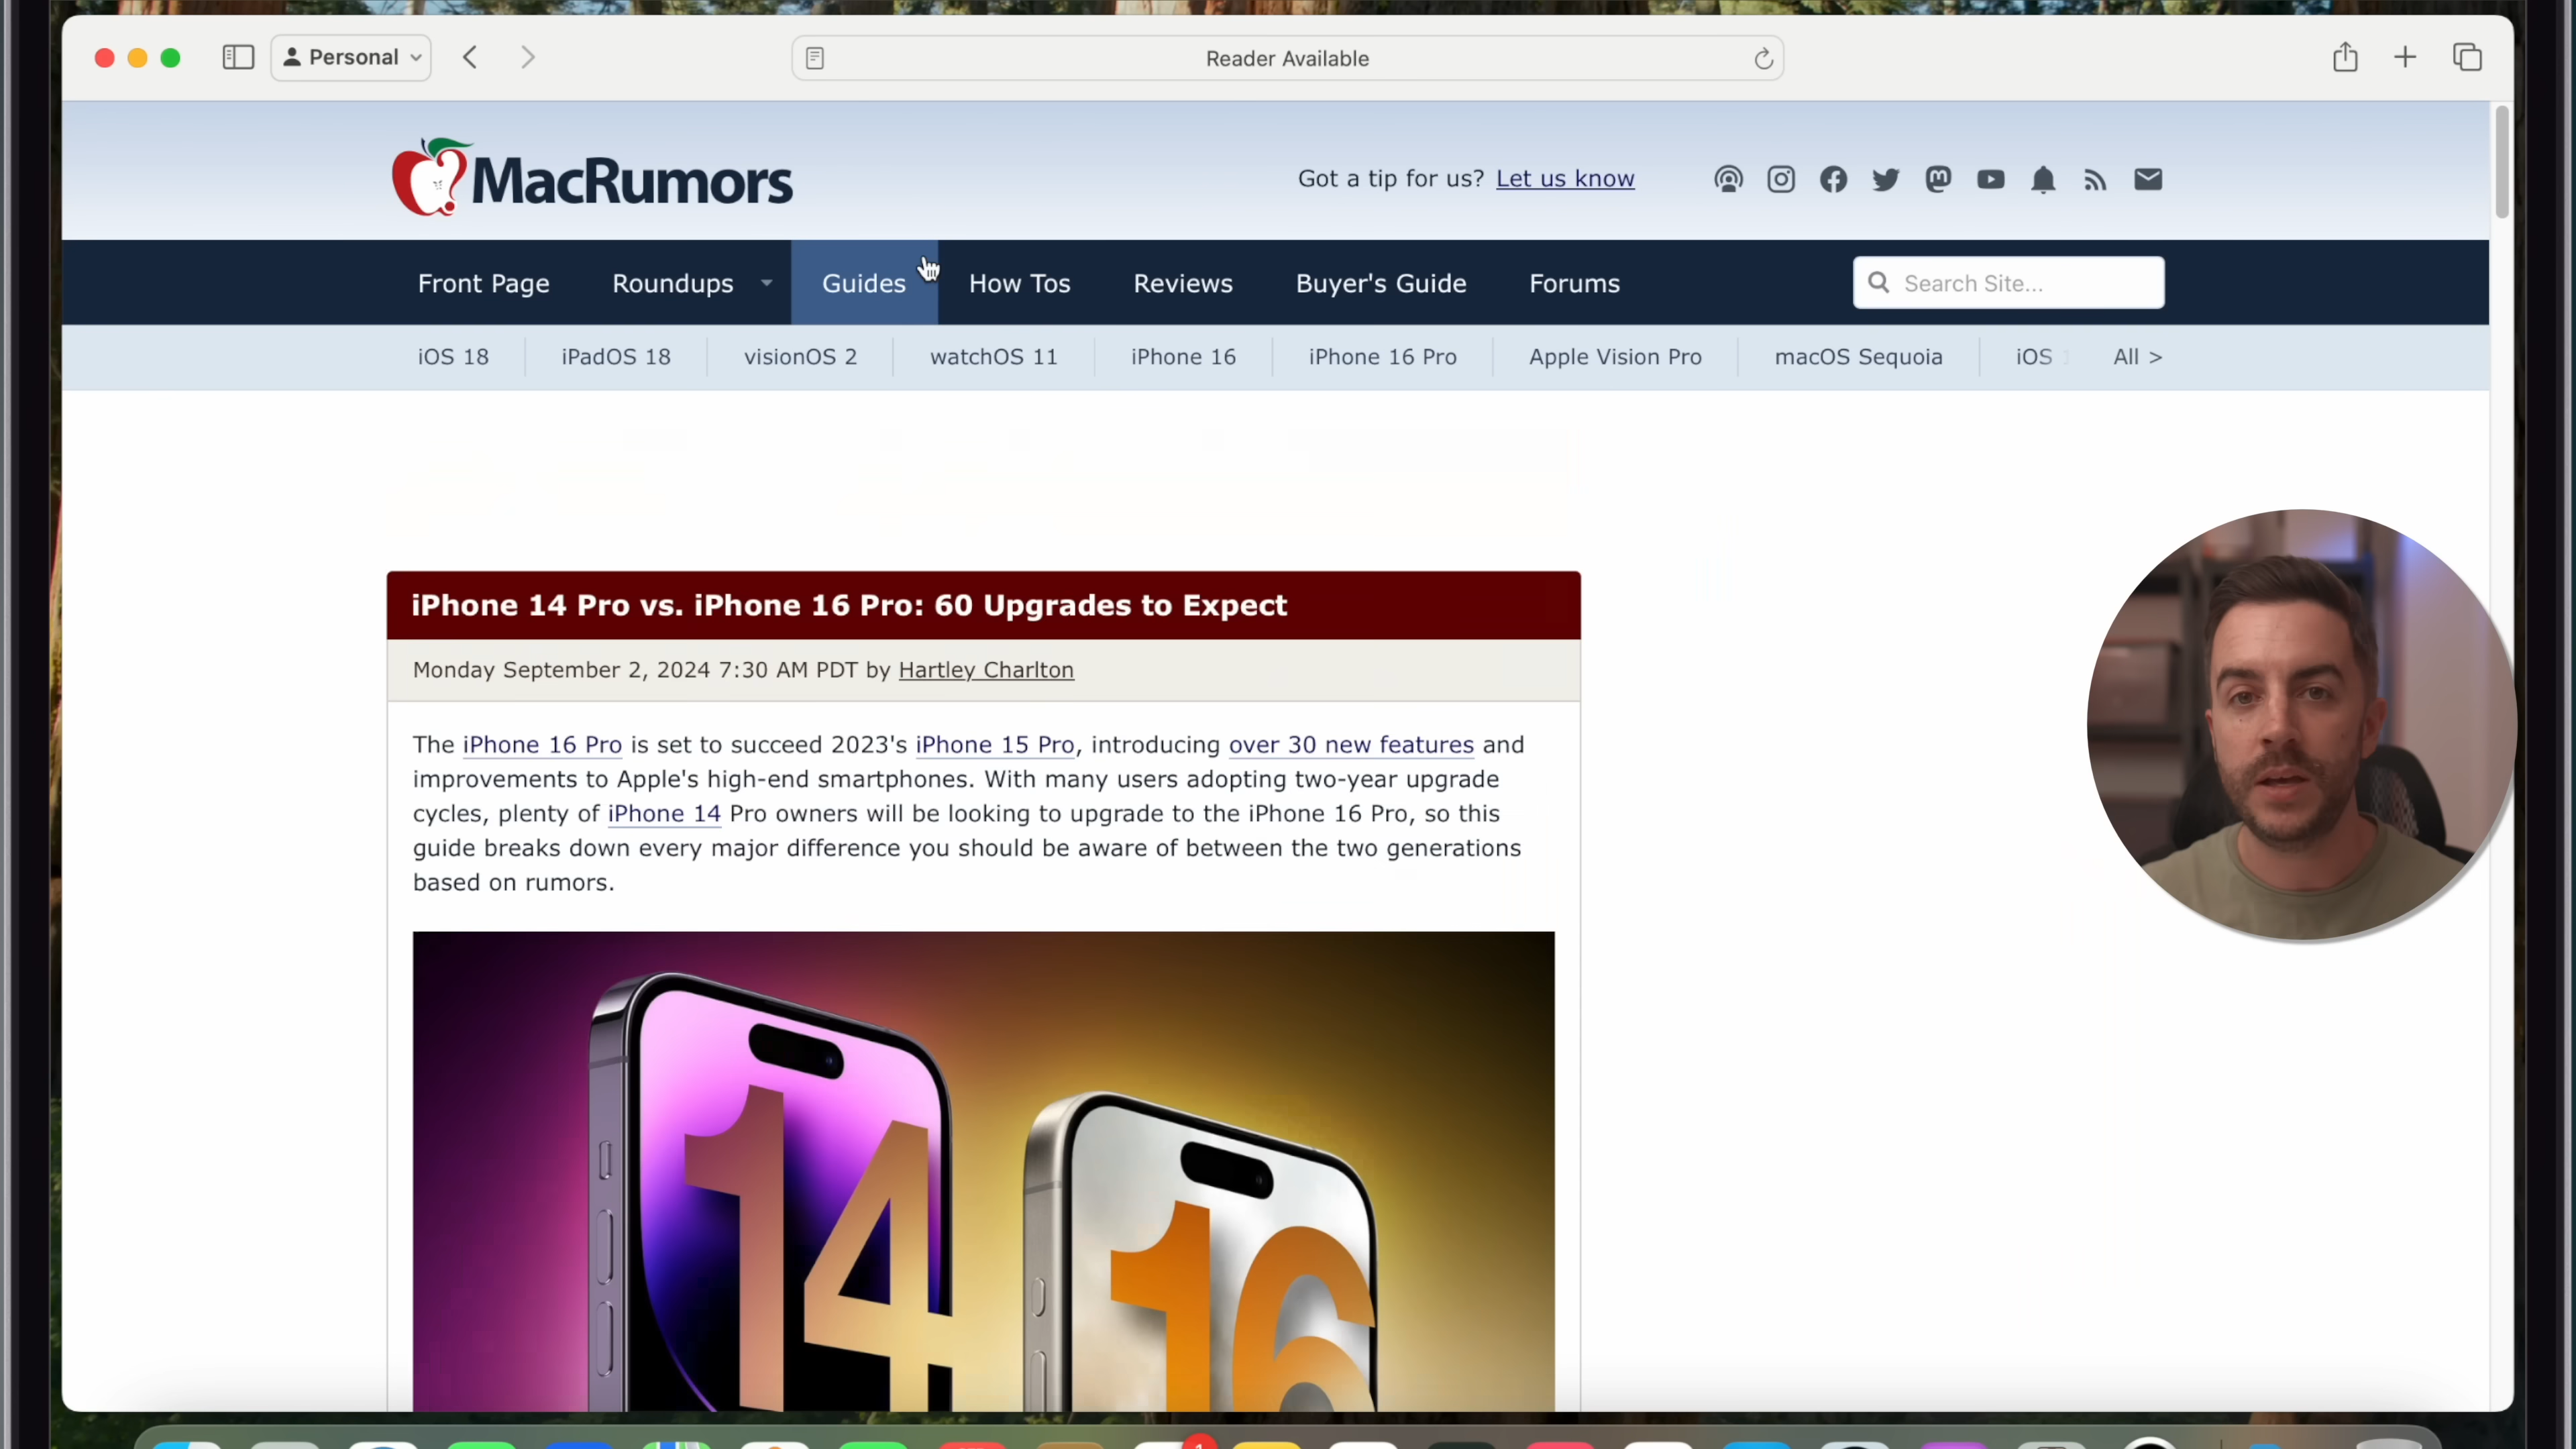 Personal
Reader Available
MacRumors
Got a tip for us? Let us know
Front Page Roundups Guides How Tos Reviews Buyer's Guide Forums Search Site...
iOS 18 iPadOS 18 visionOS 2 watchOS 11 iPhone 16 iPhone 16 Pro Apple Vision Pro macOS Sequoia iOS All >
iPhone 14 Pro vs. iPhone 16 Pro: 60 Upgrades to Expect
Monday September 2, 2024 7:30 AM PDT by Hartley Charlton
The iPhone 16 Pro is set to succeed 2023's iPhone 15 Pro, introducing over 30 new features and
improvements to Apple's high-end smartphones. With many users adopting two-year upgrade
cycles, plenty of iPhone 14 Pro owners will be looking to upgrade to the iPhone 16 Pro, so this
guide breaks down every major difference you should be aware of between the two generations
based on rumors.
14
16